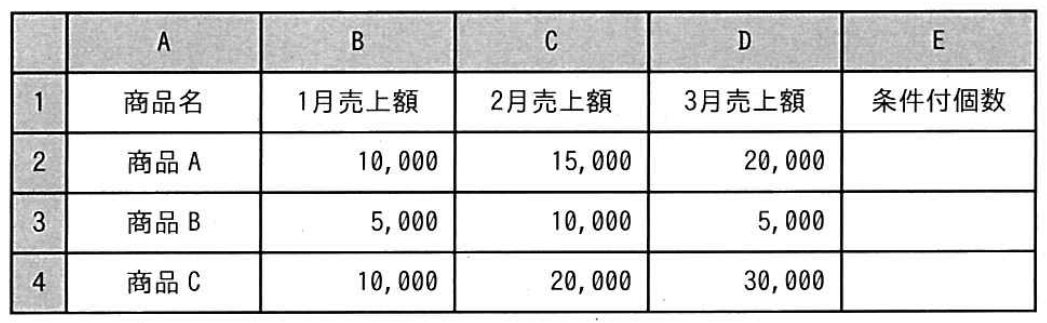 A B C D E
1 商品名 1月売上額 2月売上額 3月売上額 条件付個数
2 商品A 10,000 15,000 20,000
3 商品B 5,000 10,000 5,000
4 商品C 10,000 20,000 30,000